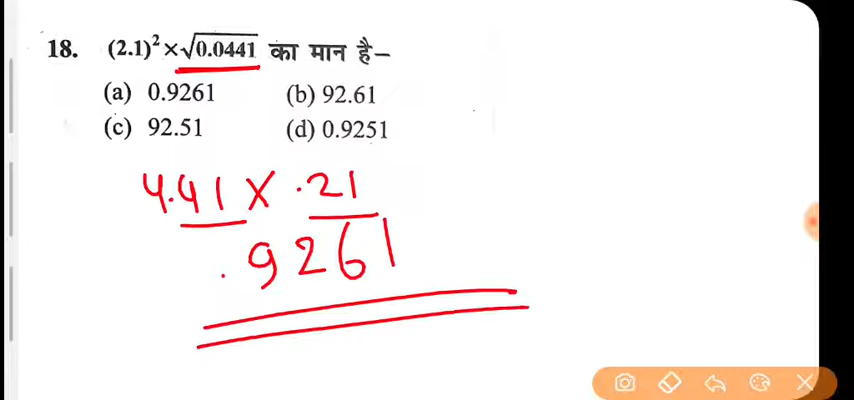 18. (2.1)² × √0.0441 का मान है–
(a) 0.9261 (b) 92.61
(c) 92.51 (d) 0.9251
4.41 × .21
.9261